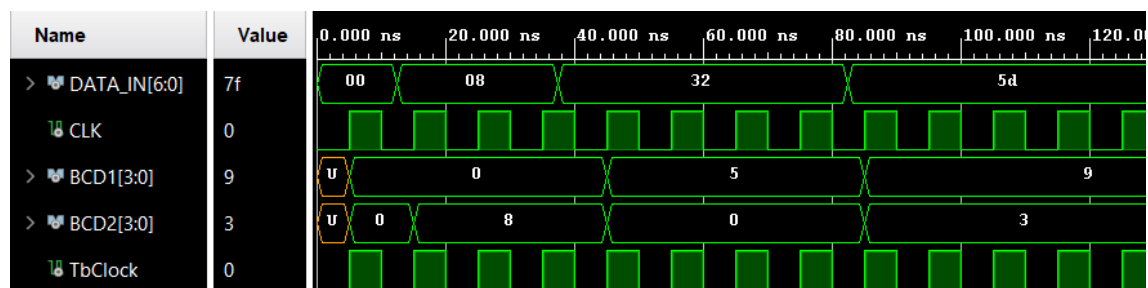 Name Value 0.000 ns 20.000 ns 40.000 ns 60.000 ns 80.000 ns 100.000 ns 120.0
DATA_IN[6:0] 7f 00 08 32 5d
CLK 0
BCD1[3:0] 9 U 0 5 9
BCD2[3:0] 3 U 0 8 0 3
TbClock 0